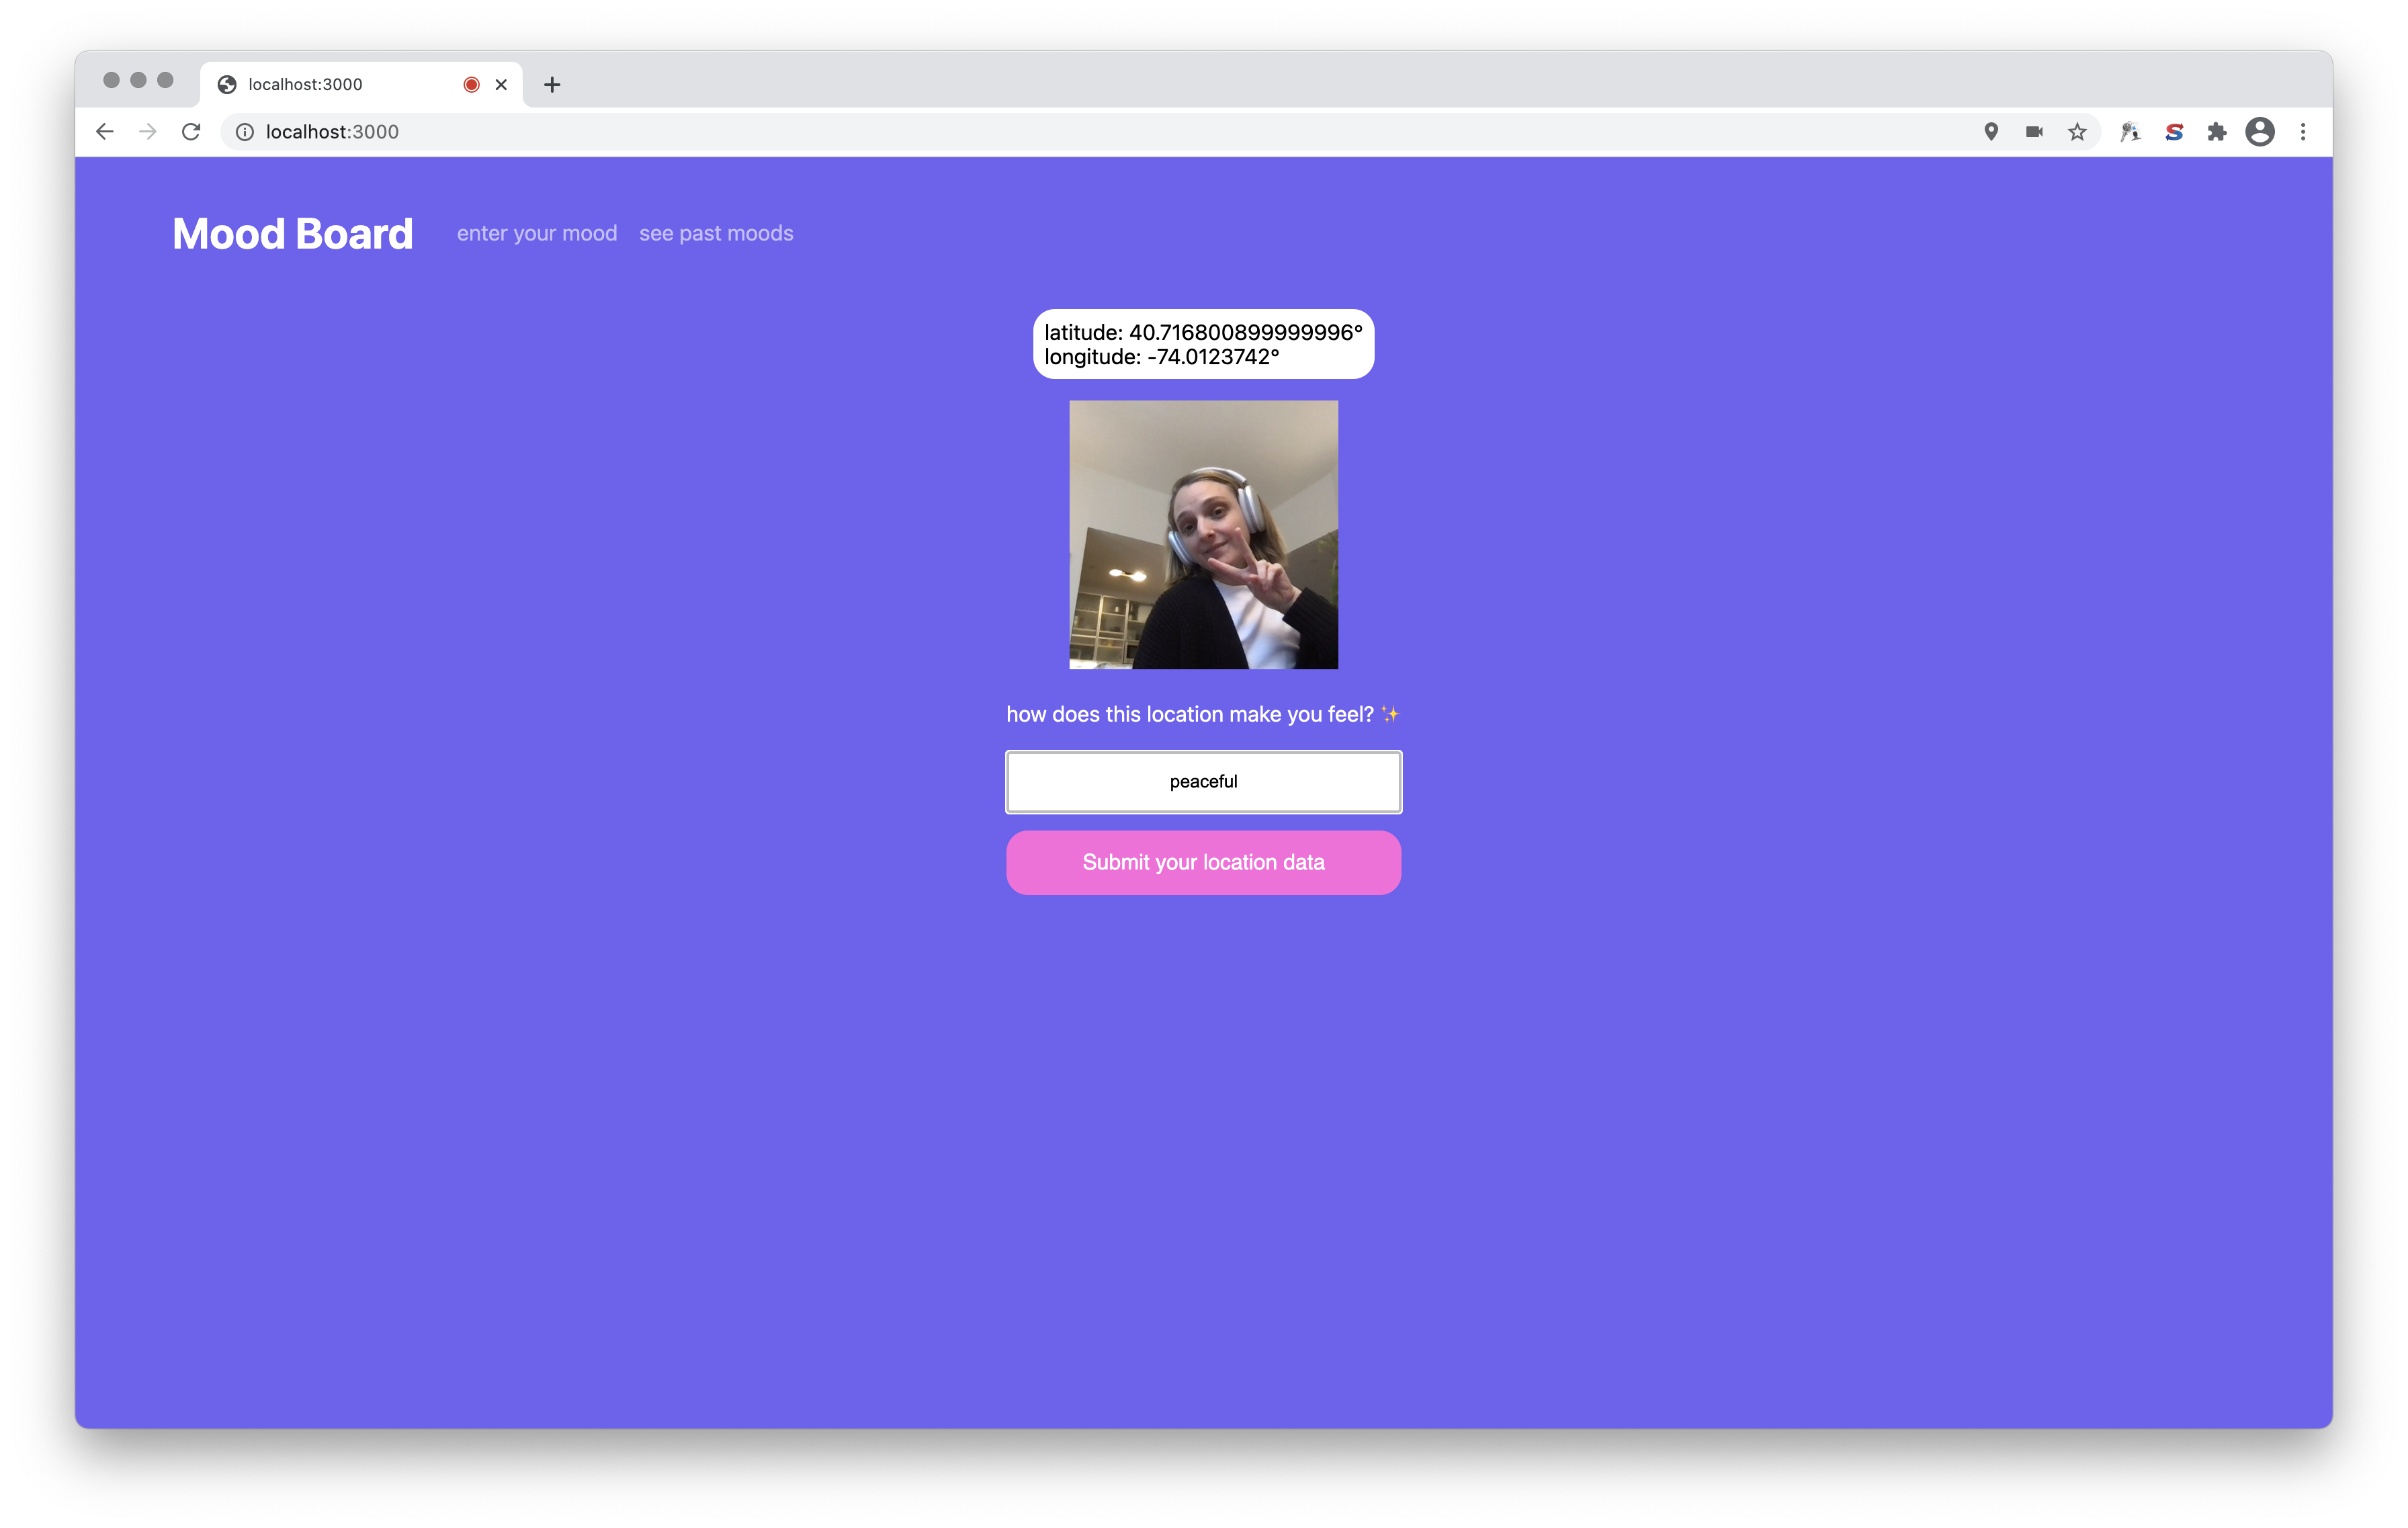 localhost:3000
localhost:3000
Mood Board enter your mood see past moods
latitude: 40.716800899999996°
longitude: -74.0123742°
how does this location make you feel? ✨
peaceful
Submit your location data